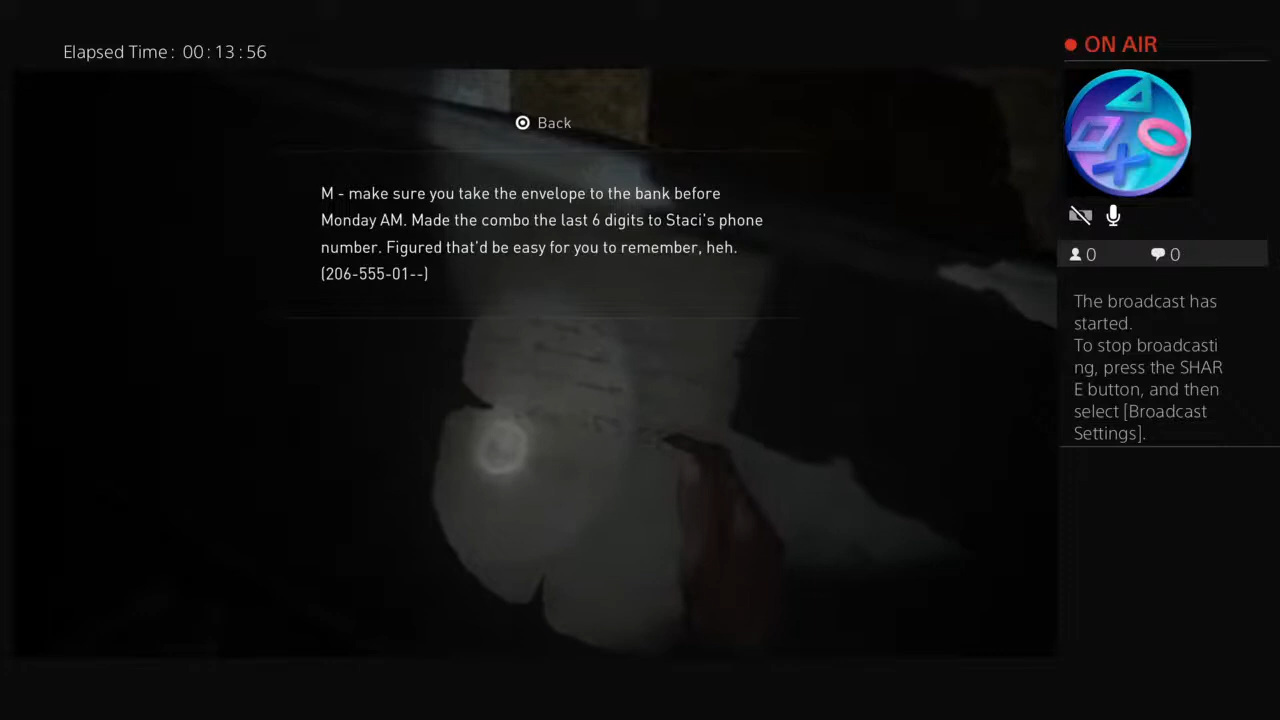 Elapsed Time: 00:13:56
ON AIR
Back
M - make sure you take the envelope to the bank before
Monday AM. Made the combo the last 6 digits to Staci's phone
number. Figured that'd be easy for you to remember, heh.
(206-555-01--)
0
0
The broadcast has
started.
To stop broadcasti
ng, press the SHAR
E button, and then
select [Broadcast
Settings].